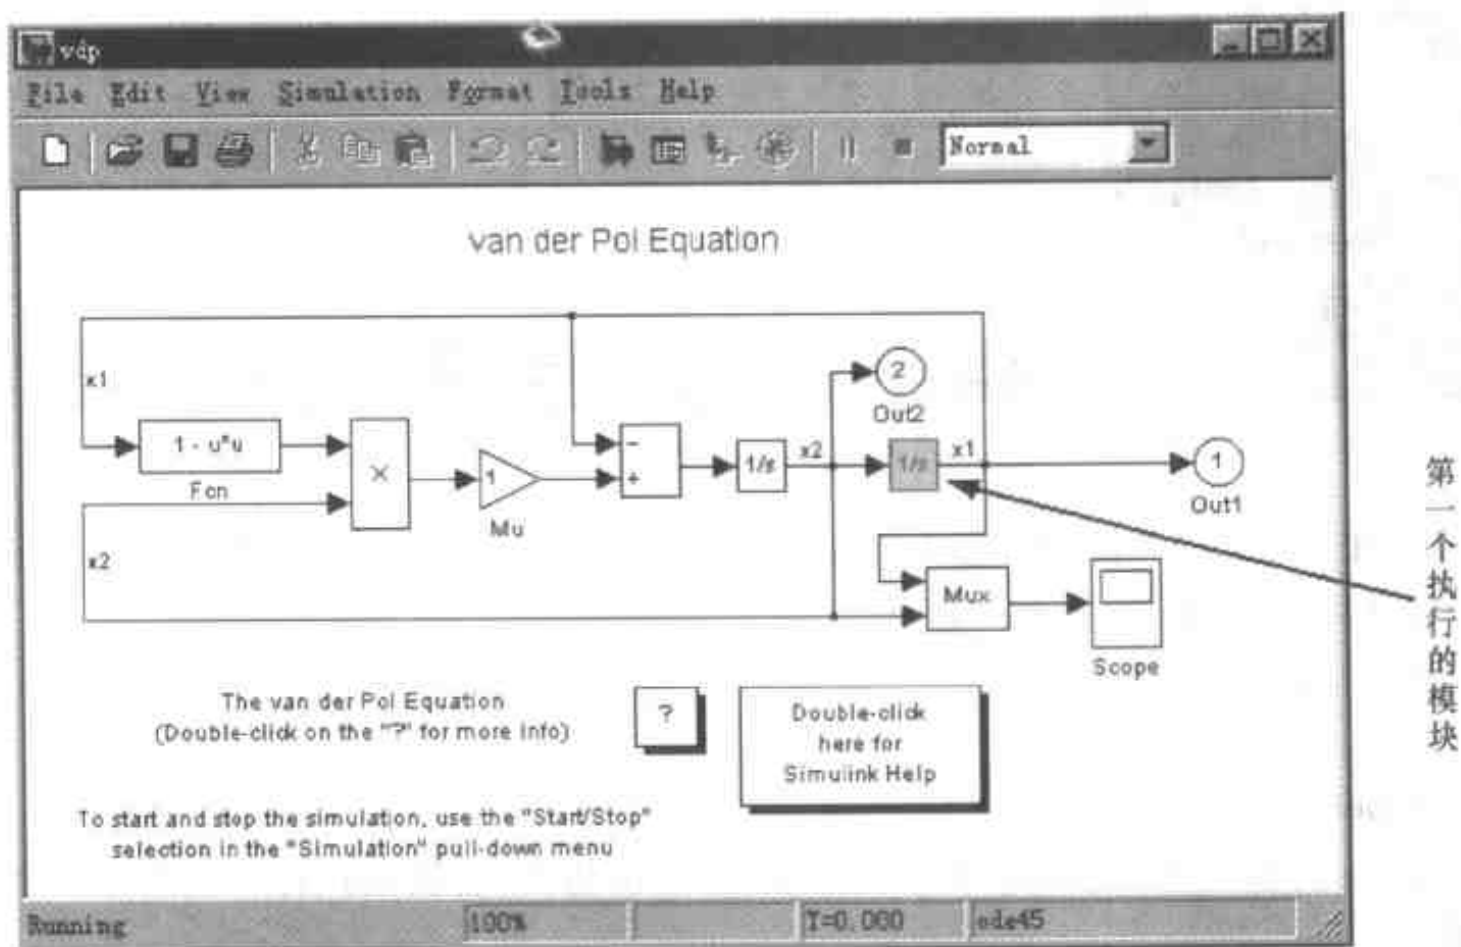 vdp
File Edit View Simulation Format Tools Help
Normal
van der Pol Equation
x1
1 - u*u
Fcn
x2
×
1
Mu
−
+
1/s
x2
2
Out2
1/s
x1
1
Out1
Mux
Scope
第一个执行的模块
The van der Pol Equation
(Double-click on the "?" for more info)
?
Double-click
here for
Simulink Help
To start and stop the simulation, use the "Start/Stop"
selection in the "Simulation" pull-down menu
Running 100% T=0.000 ode45